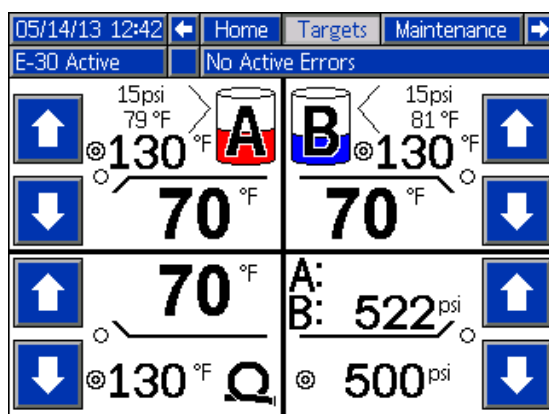 05/14/13 12:42 Home Targets Maintenance
E-30 Active No Active Errors
15psi
79 °F
130 °F
A
70 °F
15psi
81 °F
B
130 °F
70 °F
70 °F
130 °F
A:
B: 522 psi
500 psi